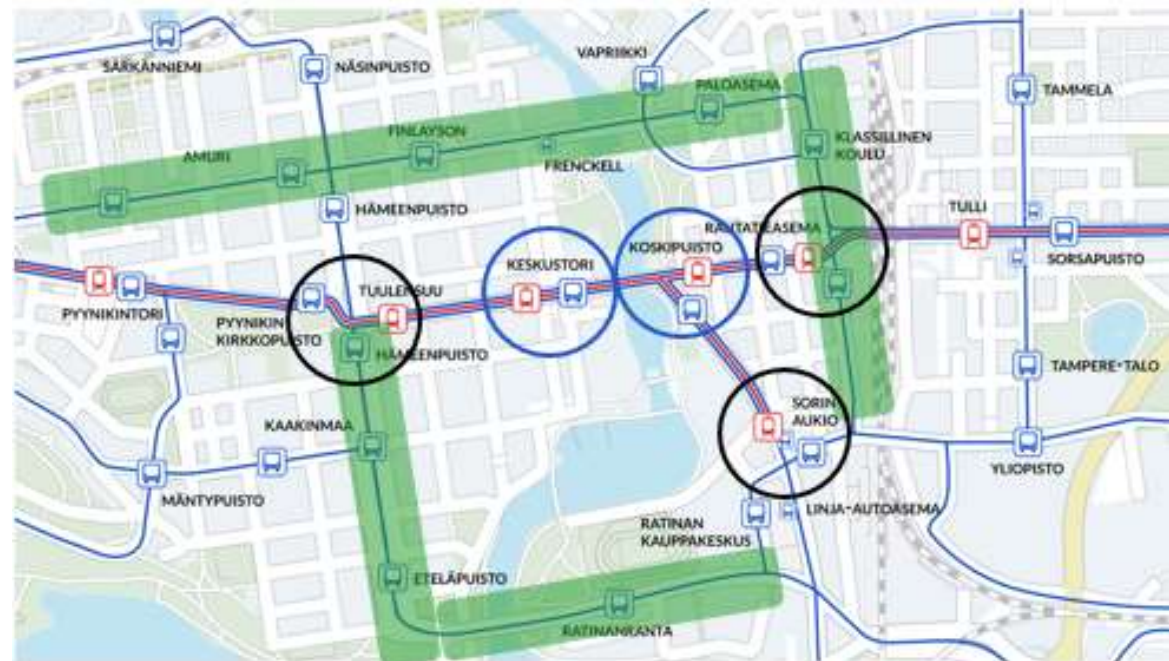 VAPRIIKKI
SÄRKÄNNIEMI
NÄSINPUISTO
PALOASEMA
TAMMELA
FINLAYSON
KLASSILLINEN
KOULU
AMURI
FRENCKELL
HÄMEENPUISTO
TULLI
RAUTATIEASEMA
KOSKIPUISTO
KESKUSTORI
SORSAPUISTO
TUULENSUU
PYYNIKINTORI
PYYNIKIN
KIRKKOPUISTO
HÄMEENPUISTO
TAMPERE-TALO
SORIN
AUKIO
KAAKINMAA
YLIOPISTO
MÄNTYPUISTO
LINJA-AUTOASEMA
RATINAN
KAUPPAKESKUS
ETELÄPUISTO
RATINANRANTA